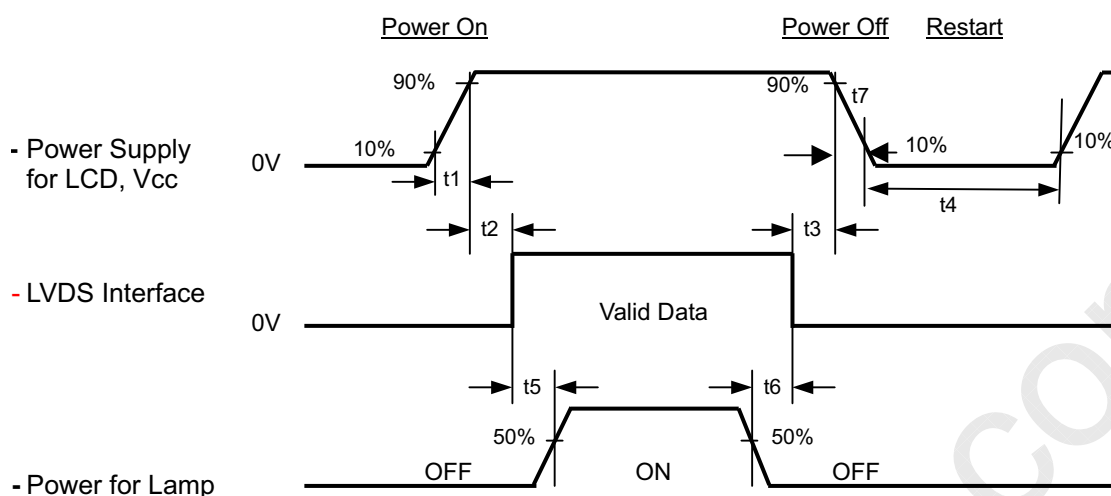 Power On
Power Off
Restart
90%
90%
t7
- Power Supply
for LCD, Vcc
0V
10%
10%
10%
t1
t4
t2
t3
- LVDS Interface
0V
Valid Data
t5
t6
50%
50%
- Power for Lamp
OFF
ON
OFF